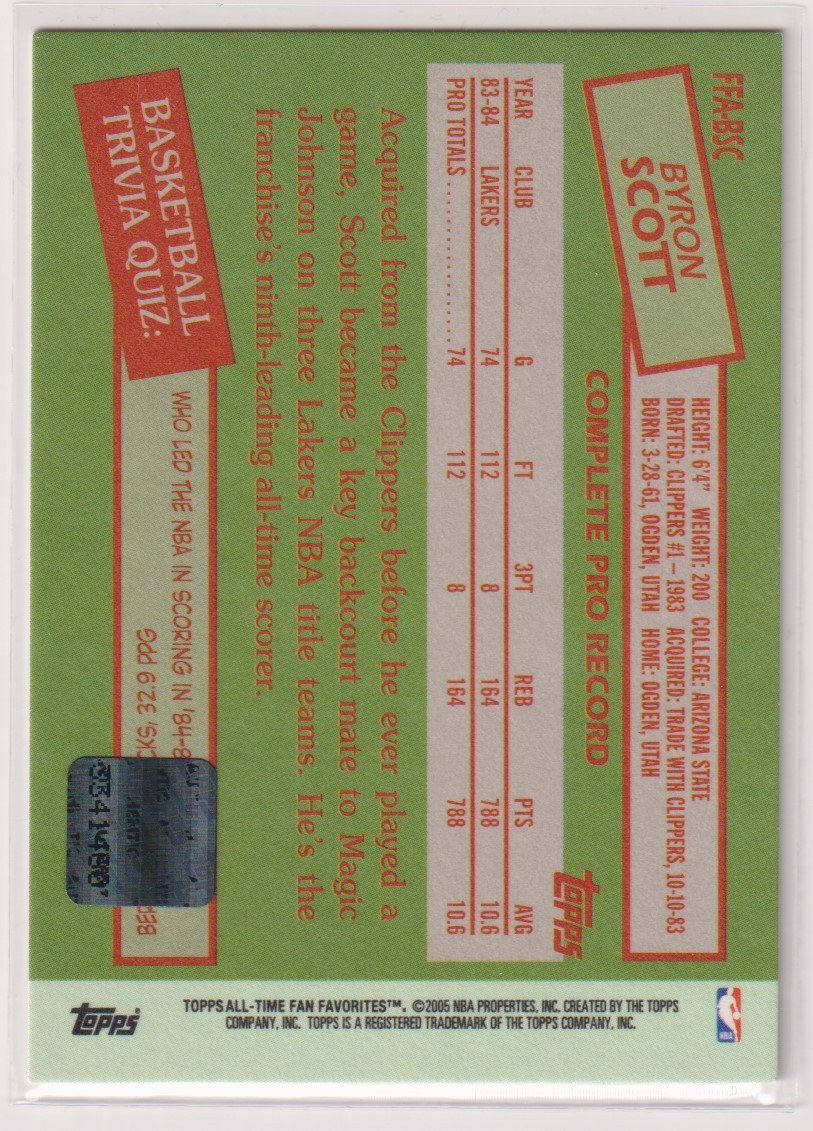 FFA-BSC
BYRON
SCOTT
HEIGHT: 6'4" WEIGHT: 200 COLLEGE: ARIZONA STATE
DRAFTED: CLIPPERS #1 – 1983 ACQUIRED: TRADE WITH CLIPPERS, 10-10-83
BORN: 3-28-61, OGDEN, UTAH HOME: OGDEN, UTAH
COMPLETE PRO RECORD
topps
YEAR CLUB G FT 3PT REB PTS AVG
83-84 LAKERS 74 112 8 164 788 10.6
PRO TOTALS .................... 74 112 8 164 788 10.6
Acquired from the Clippers before he ever played a
game, Scott became a key backcourt mate to Magic
Johnson on three Lakers NBA title teams. He's the
franchise's ninth-leading all-time scorer.
BASKETBALL
TRIVIA QUIZ:
WHO LED THE NBA IN SCORING IN '84-8
CKS, 32.9 PPG
NBA
TOPPS ALL-TIME FAN FAVORITES™. ©2005 NBA PROPERTIES, INC. CREATED BY THE TOPPS
COMPANY, INC. TOPPS IS A REGISTERED TRADEMARK OF THE TOPPS COMPANY, INC.
topps